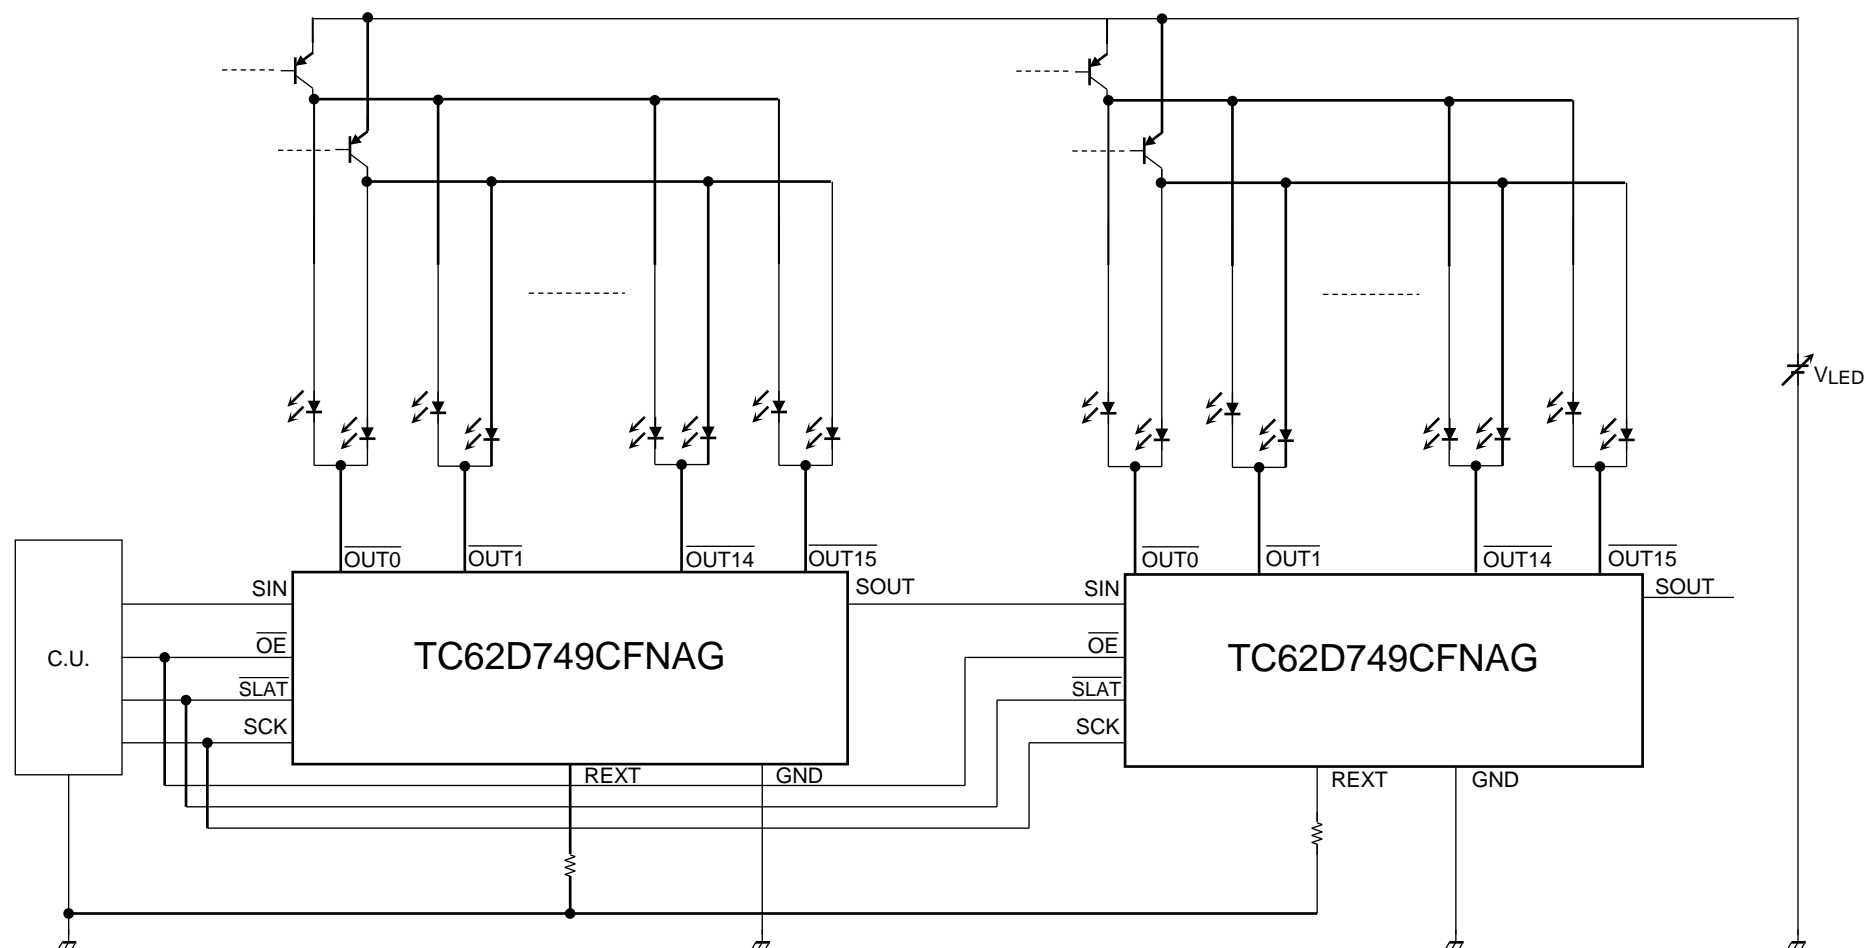 VLED
OUT0
OUT1
OUT14
OUT15
OUT0
OUT1
OUT14
OUT15
SIN
SOUT
SIN
SOUT
C.U.
OE
TC62D749CFNAG
OE
TC62D749CFNAG
SLAT
SLAT
SCK
SCK
REXT
GND
REXT
GND